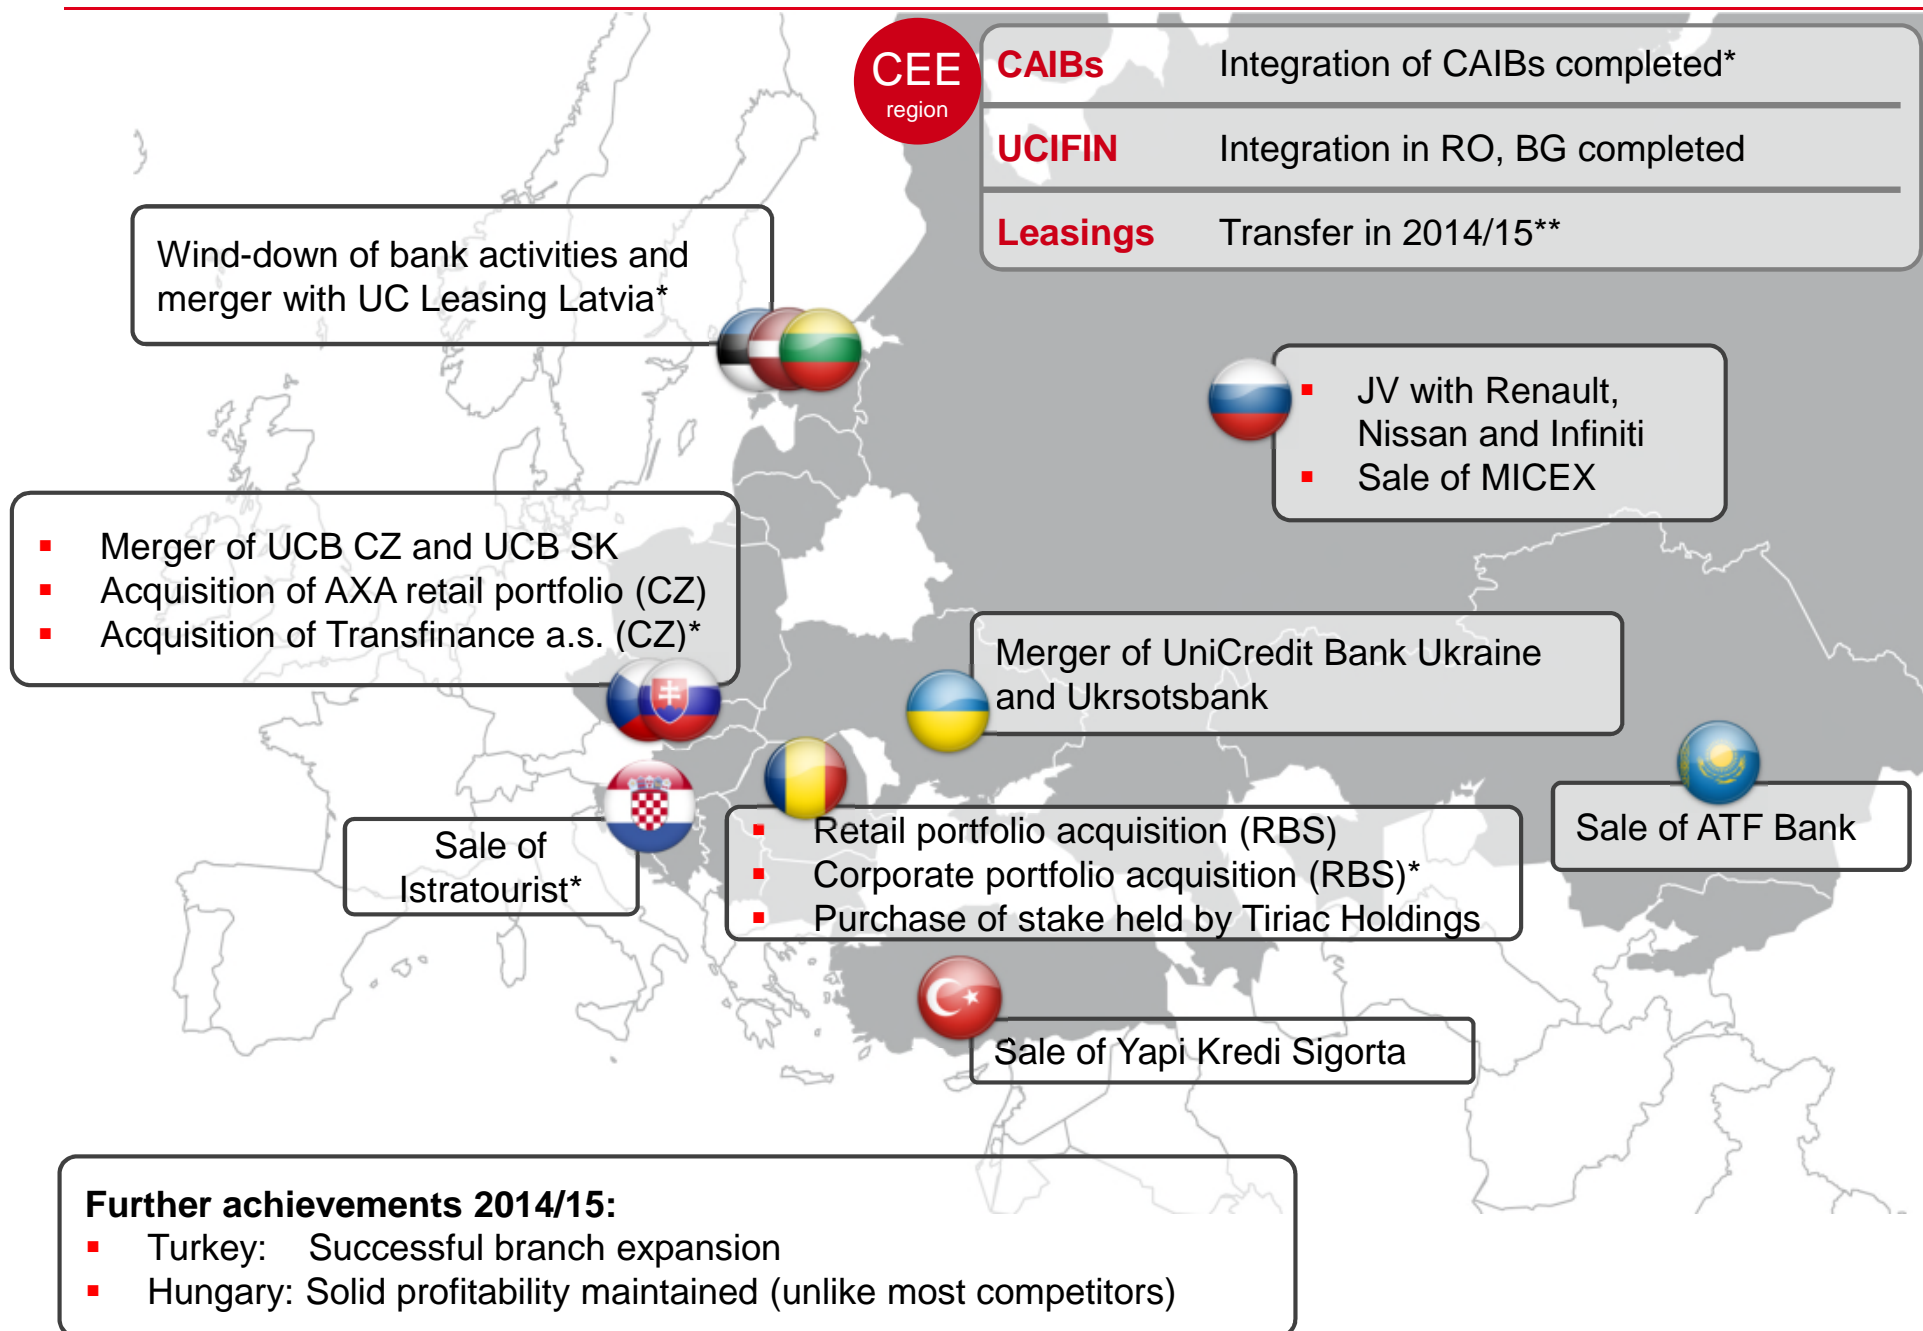 CEE
region
CAIBs Integration of CAIBs completed*
UCIFIN Integration in RO, BG completed
Leasings Transfer in 2014/15**
Wind-down of bank activities and
merger with UC Leasing Latvia*
▪ JV with Renault,
Nissan and Infiniti
▪ Sale of MICEX
▪ Merger of UCB CZ and UCB SK
▪ Acquisition of AXA retail portfolio (CZ)
▪ Acquisition of Transfinance a.s. (CZ)*
Merger of UniCredit Bank Ukraine
and Ukrsotsbank
Sale of
Istratourist*
▪ Retail portfolio acquisition (RBS)
▪ Corporate portfolio acquisition (RBS)*
▪ Purchase of stake held by Tiriac Holdings
Sale of ATF Bank
Sale of Yapi Kredi Sigorta
Further achievements 2014/15:
▪ Turkey: Successful branch expansion
▪ Hungary: Solid profitability maintained (unlike most competitors)